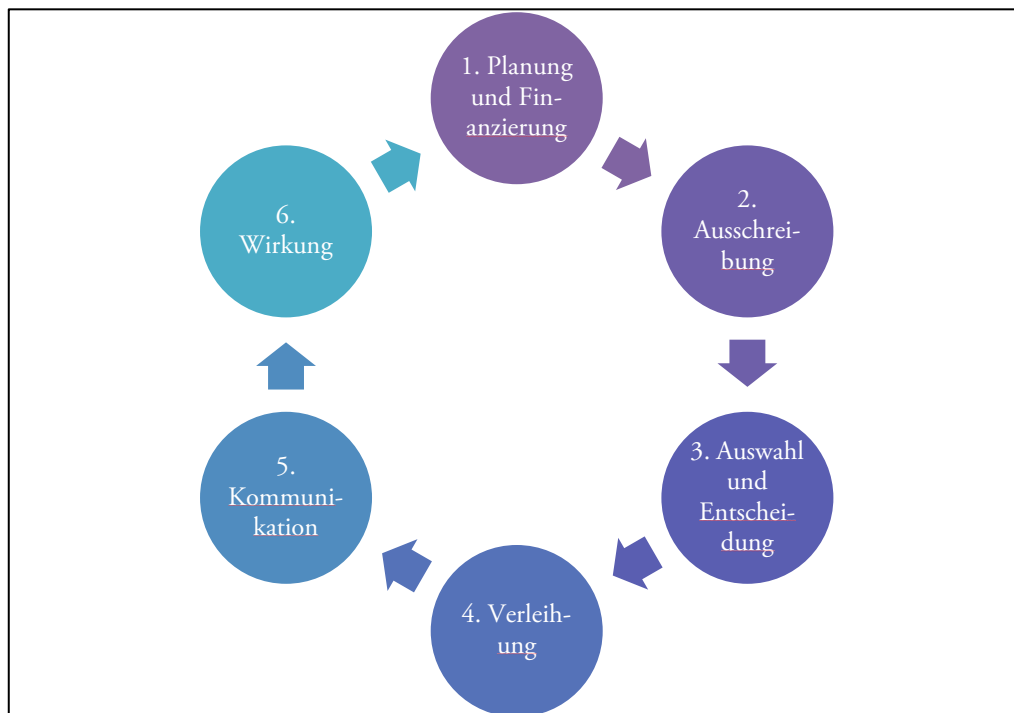 1. Planung
und Fin-
anzierung
2.
Ausschrei-
bung
3. Auswahl
und
Entschei-
dung
4. Verleih-
ung
5.
Kommuni-
kation
6.
Wirkung